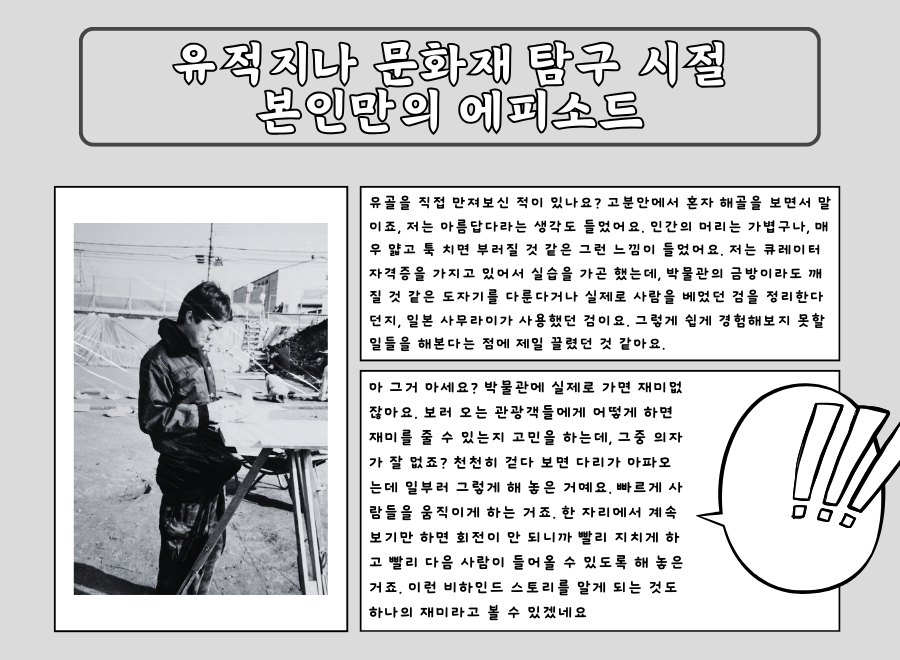 유적지나 문화재 탐구 시절
본인만의 에피소드
유골을 직접 만져보신 적이 있나요? 고분안에서 혼자 해골을 보면서 말
이죠, 저는 아름답다라는 생각도 들었어요. 인간의 머리는 가볍구나, 매
우 얇고 툭 치면 부러질 것 같은 그런 느낌이 들었어요. 저는 큐레이터
자격증을 가지고 있어서 실습을 가곤 했는데, 박물관의 금방이라도 깨
질 것 같은 도자기를 다룬다거나 실제로 사람을 베었던 검을 정리한다
던지, 일본 사무라이가 사용했던 검이요. 그렇게 쉽게 경험해보지 못할
일들을 해본다는 점에 제일 끌렸던 것 같아요.
아 그거 아세요? 박물관에 실제로 가면 재미없
잖아요. 보러 오는 관광객들에게 어떻게 하면
재미를 줄 수 있는지 고민을 하는데, 그중 의자
가 잘 없죠? 천천히 걷다 보면 다리가 아파오
는데 일부러 그렇게 해 놓은 거예요. 빠르게 사
람들을 움직이게 하는 거죠. 한 자리에서 계속
보기만 하면 회전이 안 되니까 빨리 지치게 하
고 빨리 다음 사람이 들어올 수 있도록 해 놓은
거죠. 이런 비하인드 스토리를 알게 되는 것도
하나의 재미라고 볼 수 있겠네요
!!!